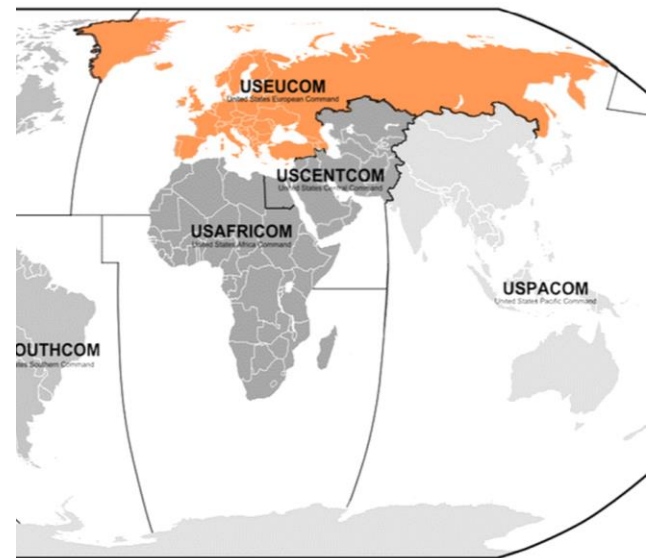 USEUCOM
United States European Command
USCENTCOM
United States Central Command
USAFRICOM
United States Africa Command
USPACOM
United States Pacific Command
OUTHCOM
ates Southern Command